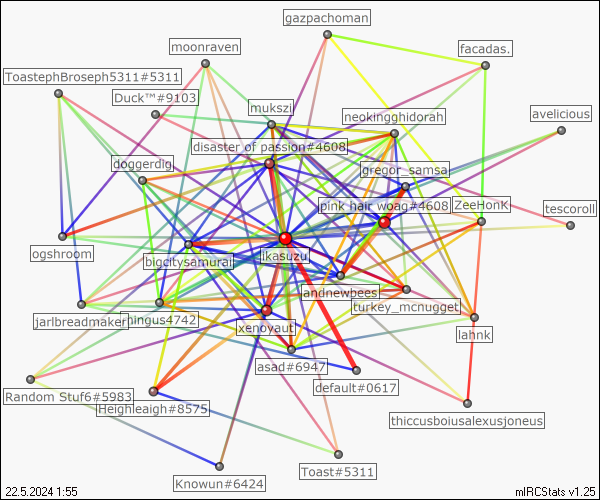 gazpachoman
moonraven
facadas.
ToastephBroseph5311#5311
Duck™#9103
mukszi
neokingghidorah
avelicious
disaster of passion#4608
doggerdig
gregor_samsa
pink hair woag#4608
ZeeHonK
tescoroll
ogshroom
bigcitysamurai
ikasuzu
landnewbees
turkey_mcnugget
jarlbreadmaker
hingus4742
xenoyaut
lahnk
asad#6947
default#0617
Random Stuf6#5983
Heighleaigh#8575
thiccusboiusalexusjoneus
Toast#5311
Knowun#6424
22.5.2024 1:55
mIRCStats v1.25